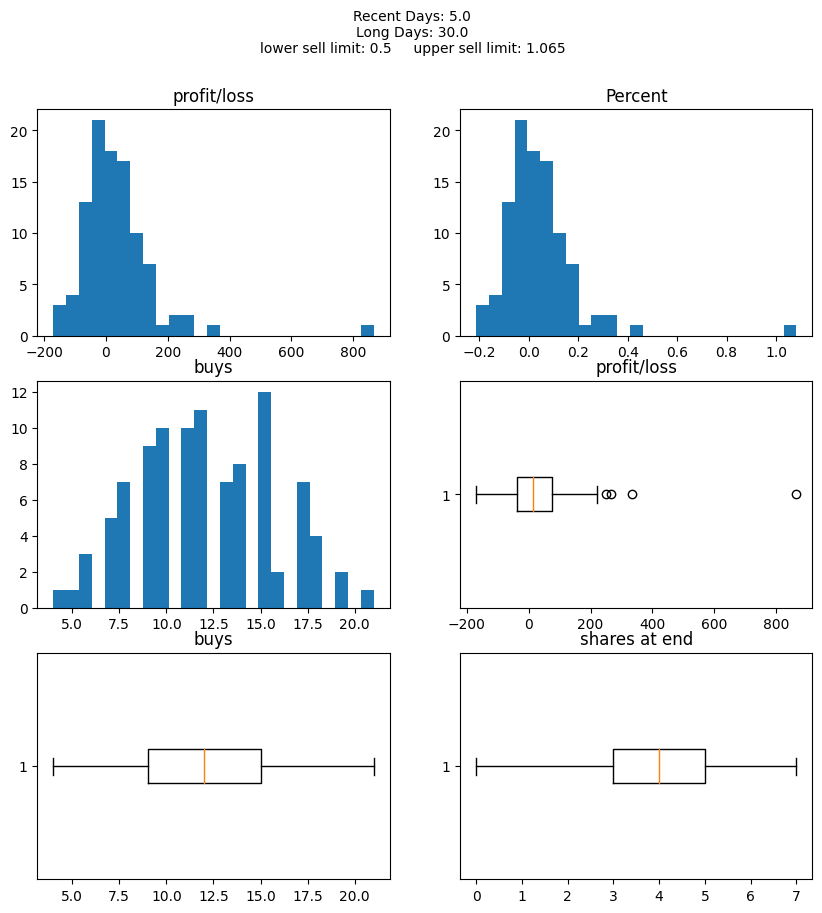 Recent Days: 5.0
Long Days: 30.0
lower sell limit: 0.5     upper sell limit: 1.065
profit/loss
20
15
10
5
0
−200 0 200 400 600 800
Percent
20
15
10
5
0
−0.2 0.0 0.2 0.4 0.6 0.8 1.0
buys
12
10
8
6
4
2
0
5.0 7.5 10.0 12.5 15.0 17.5 20.0
profit/loss
1
−200 0 200 400 600 800
buys
1
5.0 7.5 10.0 12.5 15.0 17.5 20.0
shares at end
1
0 1 2 3 4 5 6 7